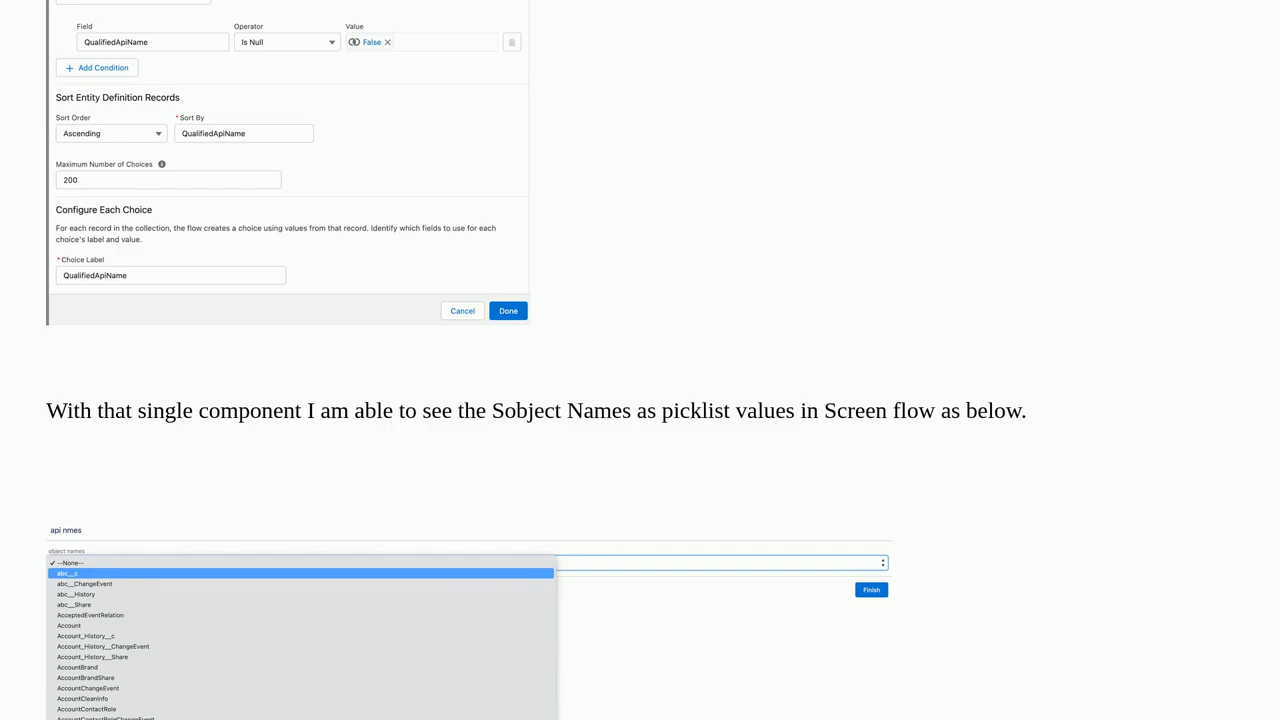 Field Operator Value
QualifiedApiName Is Null False
Add Condition
Sort Entity Definition Records
Sort Order *Sort By
Ascending QualifiedApiName
Maximum Number of Choices
200
Configure Each Choice
For each record in the collection, the flow creates a choice using values from that record. Identify which fields to use for each
choice's label and value.
*Choice Label
QualifiedApiName
Cancel Done
With that single component I am able to see the Sobject Names as picklist values in Screen flow as below.
api nmes
object names
--None--
abc__c
abc__ChangeEvent
Finish
abc__History
abc__Share
AcceptedEventRelation
Account
Account_History__c
Account_History__ChangeEvent
Account_History__Share
AccountBrand
AccountBrandShare
AccountChangeEvent
AccountCleanInfo
AccountContactRole
AccountContactRoleChangeEvent